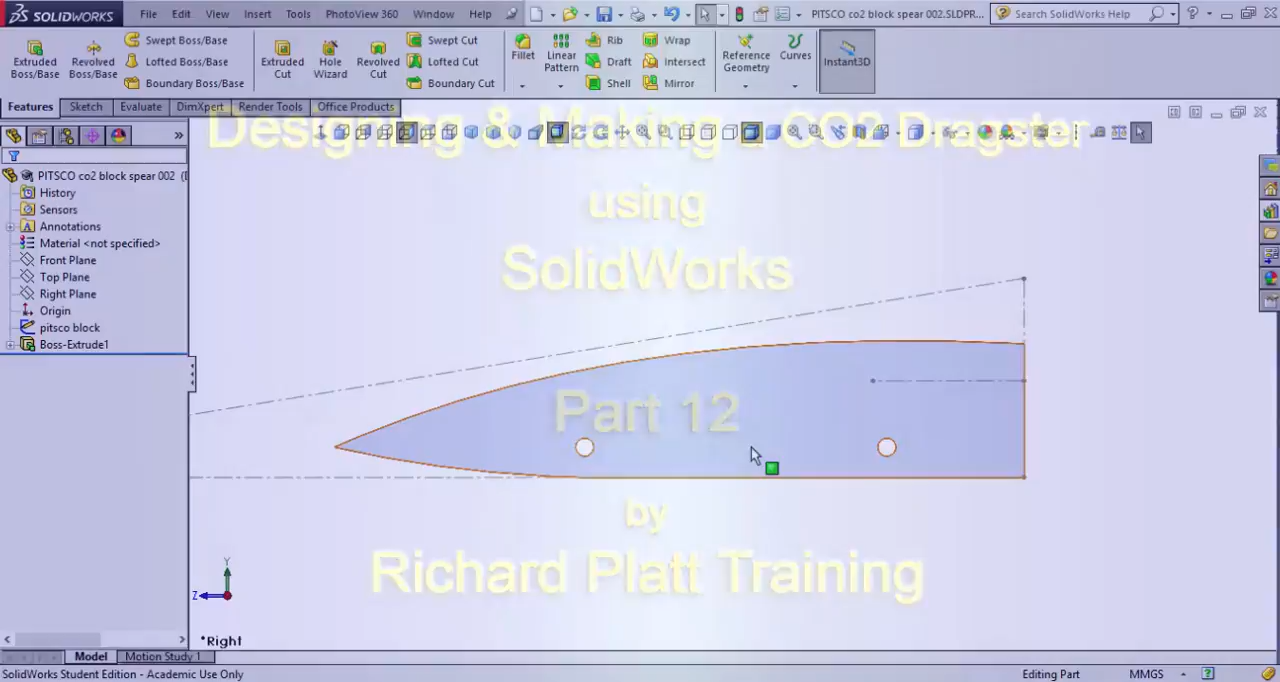 SOLIDWORKS File Edit View Insert Tools PhotoView 360 Window Help PITSCO co2 block spear 002.SLDPR... Search SolidWorks Help
Extruded Boss/Base
Revolved Boss/Base
Swept Boss/Base
Lofted Boss/Base
Boundary Boss/Base
Extruded Cut
Hole Wizard
Revolved Cut
Swept Cut
Lofted Cut
Boundary Cut
Fillet
Linear Pattern
Rib
Draft
Shell
Wrap
Intersect
Mirror
Reference Geometry
Curves
Instant3D
Features Sketch Evaluate DimXpert Render Tools Office Products
Designing & Making a CO2 Dragster
using
SolidWorks
Part 12
by
Richard Platt Training
PITSCO co2 block spear 002 (
History
Sensors
Annotations
Material <not specified>
Front Plane
Top Plane
Right Plane
Origin
pitsco block
Boss-Extrude1
Y
Z
*Right
Model Motion Study 1
SolidWorks Student Edition - Academic Use Only Editing Part MMGS